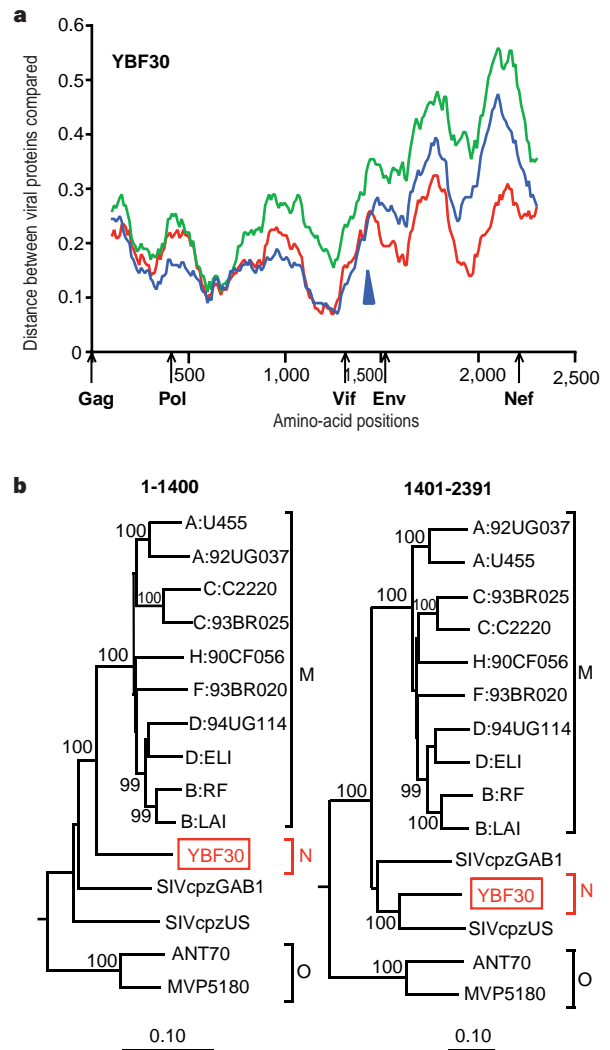 a
0.6
YBF30
0.5
0.4
0.3
0.2
0.1
0
Distance between viral proteins compared
500 1,000 1,500 2,000 2,500
Gag Pol Vif Env Nef
Amino-acid positions
b
1-1400
100 A:U455
A:92UG037
100 C:C2220
C:93BR025
100 H:90CF056
F:93BR020
M
D:94UG114
100 D:ELI
99 B:RF
99 B:LAI
YBF30 N
SIVcpzGAB1
SIVcpzUS
100 ANT70
MVP5180
O
0.10
1401-2391
100 A:92UG037
A:U455
100 100 C:93BR025
C:C2220
H:90CF056
F:93BR020
M
D:94UG114
D:ELI
100 99 B:RF
100 B:LAI
SIVcpzGAB1
YBF30 N
100 SIVcpzUS
100 ANT70
MVP5180
O
0.10